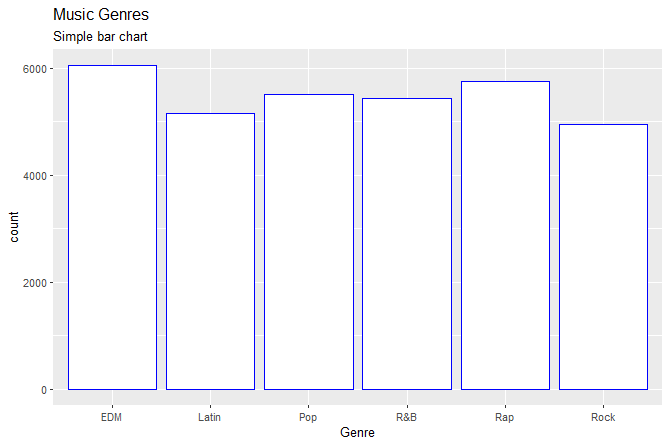 Music Genres
Simple bar chart
6000
4000
2000
0
count
EDM Latin Pop R&B Rap Rock
Genre